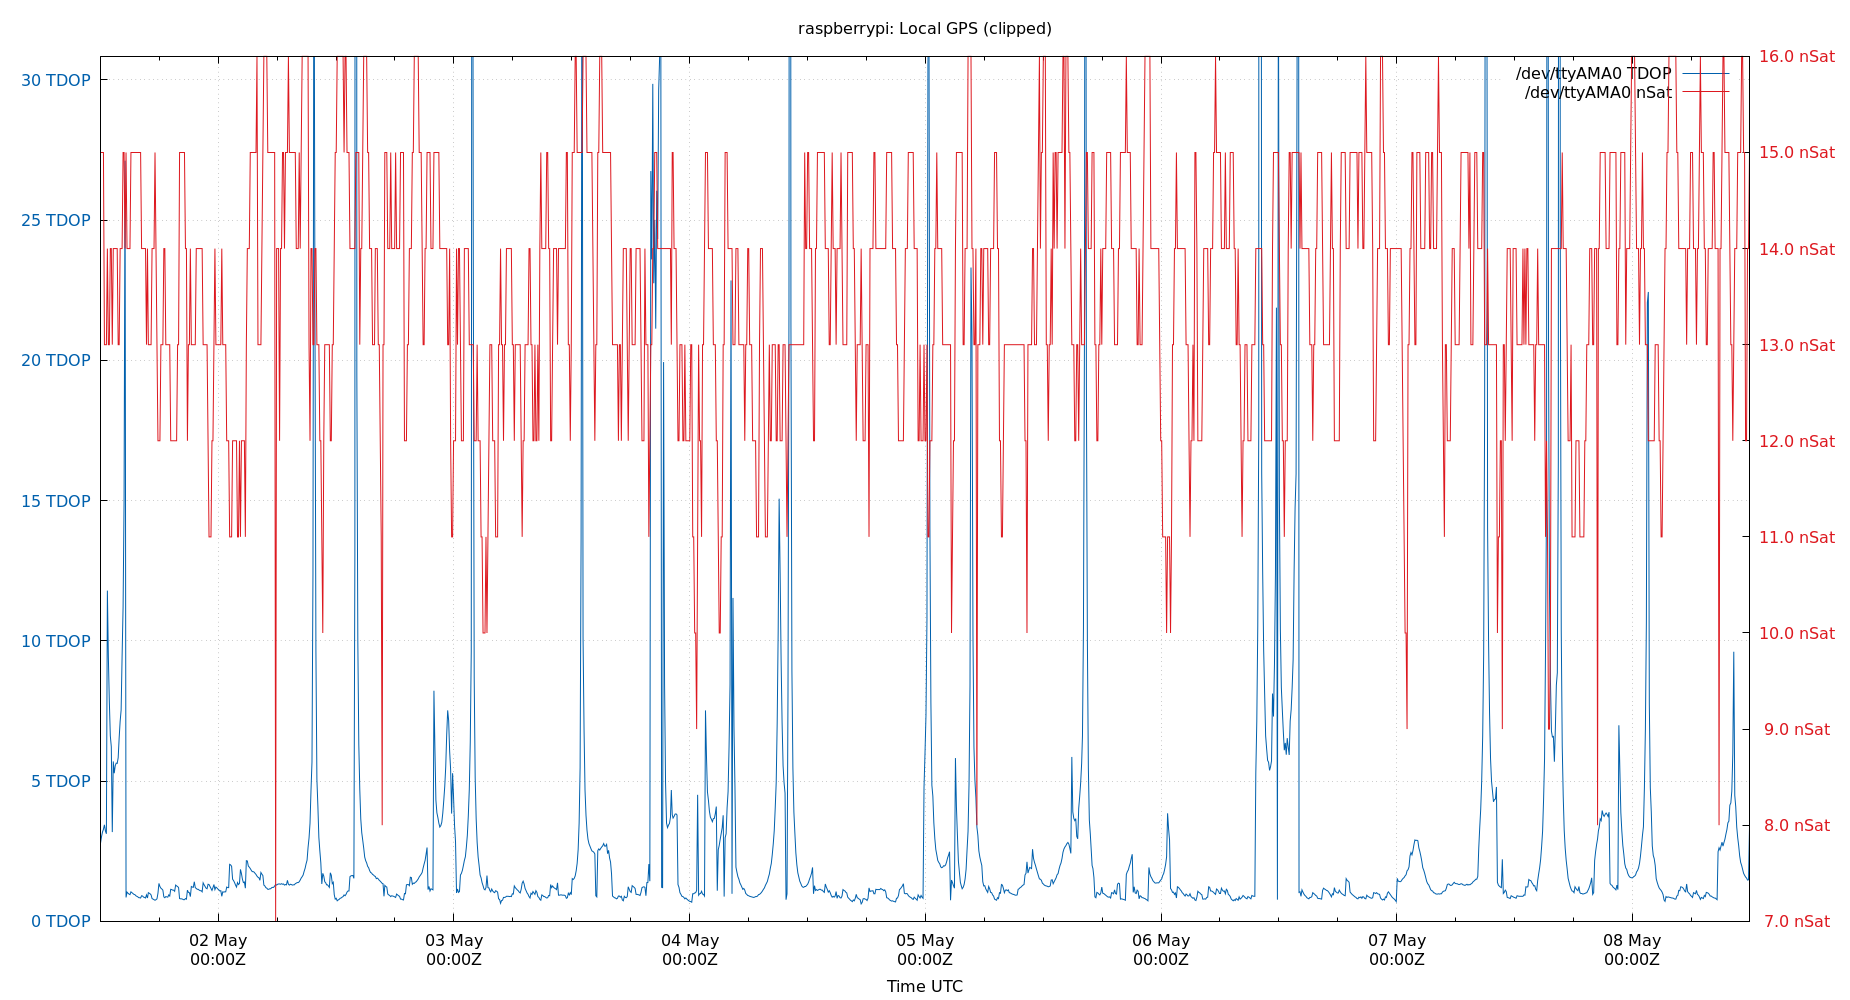 raspberrypi: Local GPS (clipped)
30 TDOP
25 TDOP
20 TDOP
15 TDOP
10 TDOP
5 TDOP
0 TDOP
/dev/ttyAMA0 TDOP
/dev/ttyAMA0 nSat
16.0 nSat
15.0 nSat
14.0 nSat
13.0 nSat
12.0 nSat
11.0 nSat
10.0 nSat
9.0 nSat
8.0 nSat
7.0 nSat
02 May
00:00Z
03 May
00:00Z
04 May
00:00Z
05 May
00:00Z
06 May
00:00Z
07 May
00:00Z
08 May
00:00Z
Time UTC